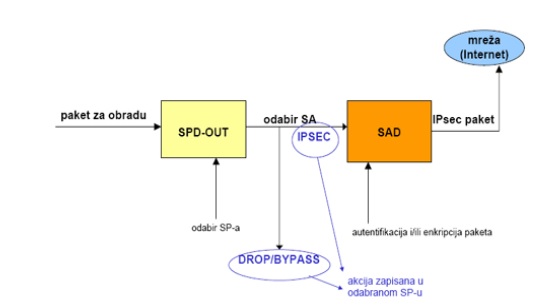 mreža
(Internet)
paket za obradu
SPD-OUT
odabir SA
IPSEC
SAD
IPsec paket
odabir SP-a
autentifikacija i/ili enkripcija paketa
DROP/BYPASS
akcija zapisana u
odabranom SP-u